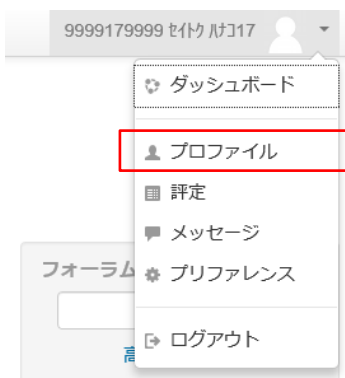 9999179999 ｾｲﾄｸ ﾊﾅｺ17
ダッシュボード
プロファイル
評定
メッセージ
フォーラム
プリファレンス
ログアウト
高